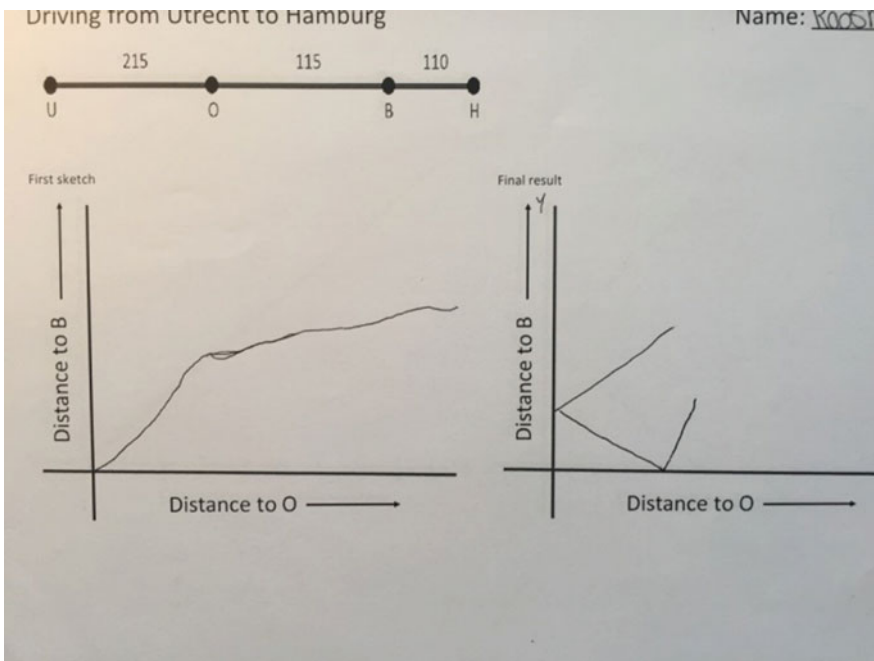 Driving from Utrecht to Hamburg
Name:
215 115 110
U O B H
First sketch
Distance to B
Distance to O
Final result
Y
Distance to B
Distance to O